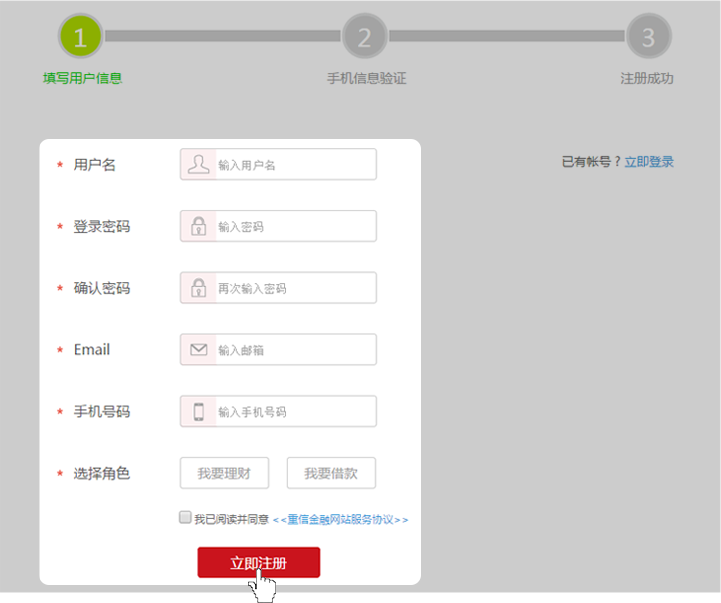 1 2 3
填写用户信息 手机信息验证 注册成功
* 用户名 输入用户名 已有帐号？立即登录
* 登录密码 输入密码
* 确认密码 再次输入密码
* Email 输入邮箱
* 手机号码 输入手机号码
* 选择角色 我要理财 我要借款
我已阅读并同意 <<重信金融网站服务协议>>
立即注册